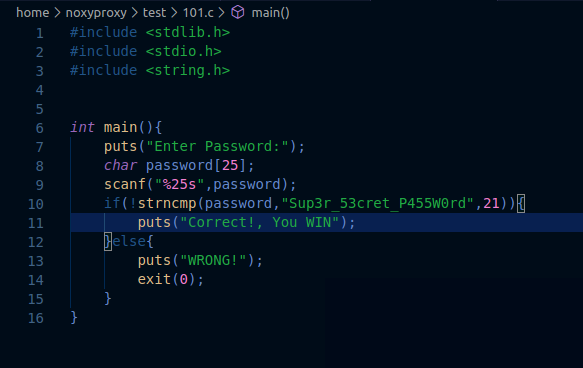 home > noxyproxy > test > 101.c > main()
1 #include <stdlib.h>
2 #include <stdio.h>
3 #include <string.h>
4
5
6 int main(){
7     puts("Enter Password:");
8     char password[25];
9     scanf("%25s",password);
10     if(!strncmp(password,"Sup3r_53cret_P455W0rd",21)){
11         puts("Correct!, You WIN");
12     }else{
13         puts("WRONG!");
14         exit(0);
15     }
16 }